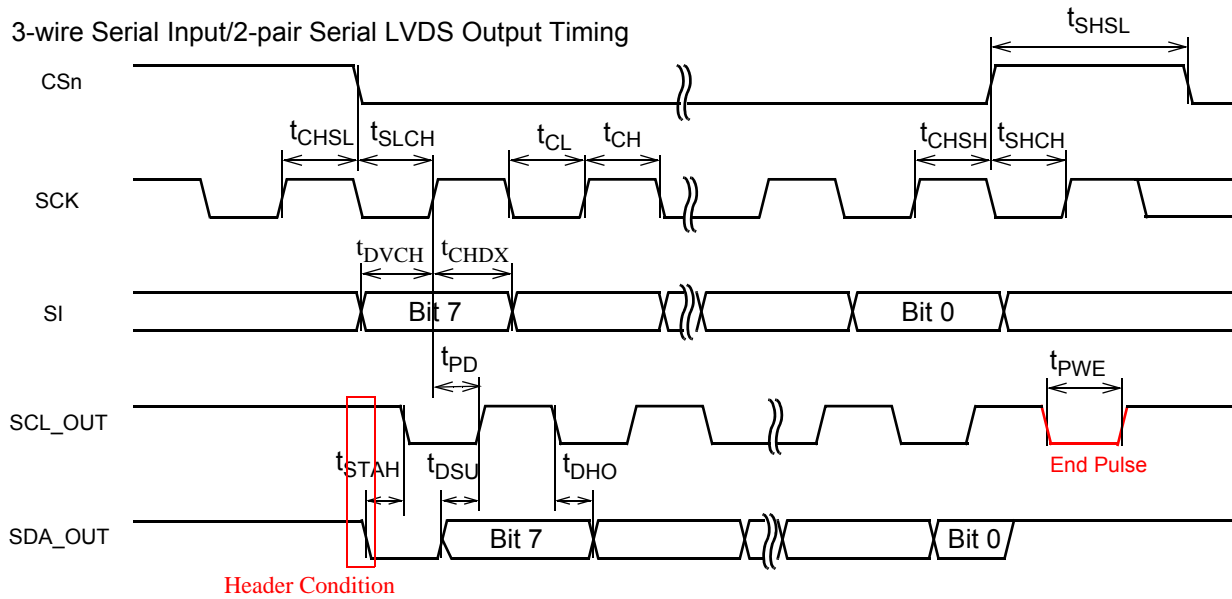 3-wire Serial Input/2-pair Serial LVDS Output Timing
tSHSL
CSn
tCHSL tSLCH tCL tCH tCHSH tSHCH
SCK
tDVCH tCHDX
SI Bit 7 Bit 0
tPD tPWE
SCL_OUT
End Pulse
tSTAH tDSU tDHO
SDA_OUT Bit 7 Bit 0
Header Condition